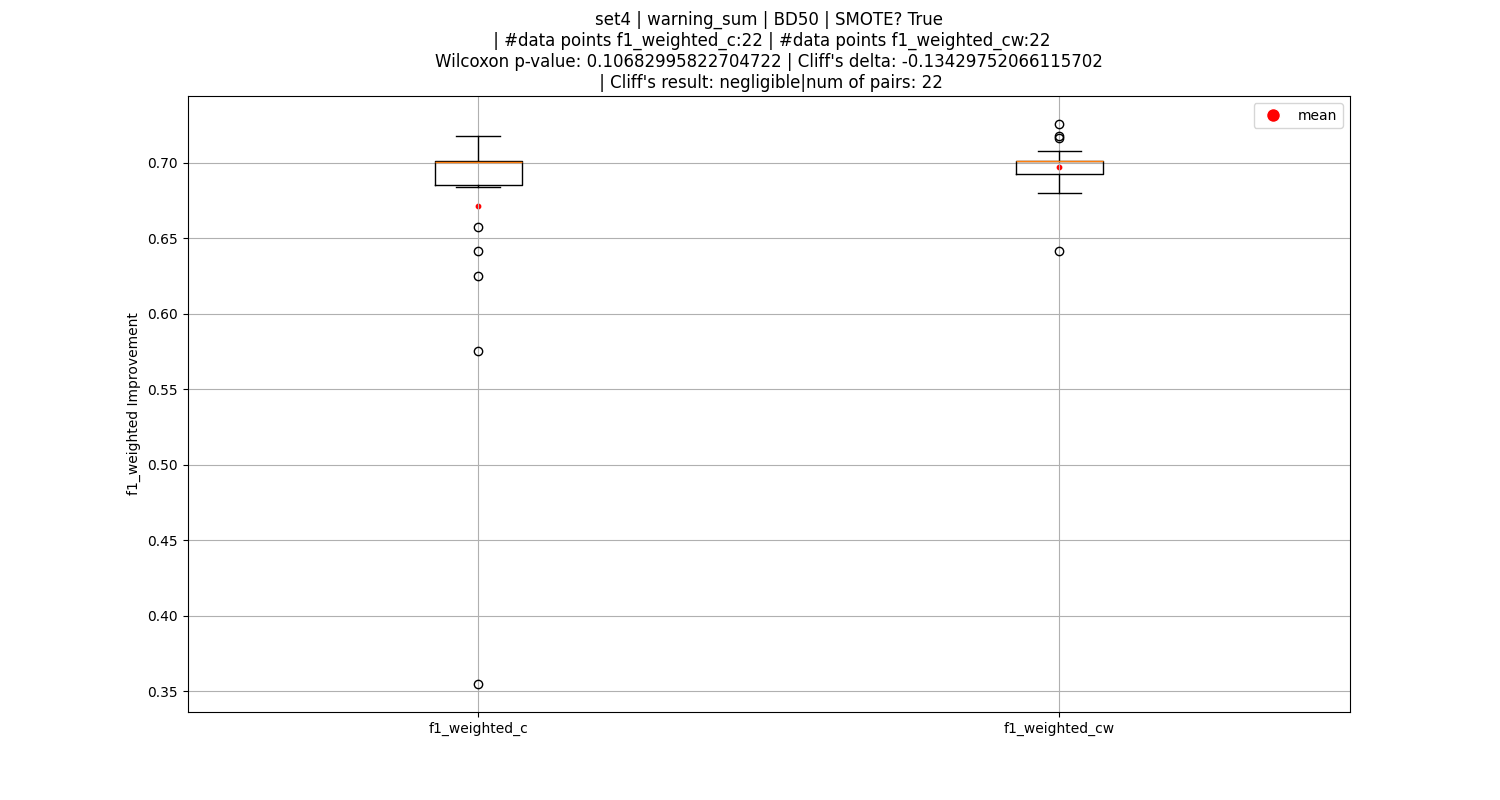 set4 | warning_sum | BD50 | SMOTE? True
| #data points f1_weighted_c:22 | #data points f1_weighted_cw:22
Wilcoxon p-value: 0.10682995822704722 | Cliff's delta: -0.13429752066115702
| Cliff's result: negligible|num of pairs: 22
mean
f1_weighted Improvement
0.70
0.65
0.60
0.55
0.50
0.45
0.40
0.35
f1_weighted_c
f1_weighted_cw